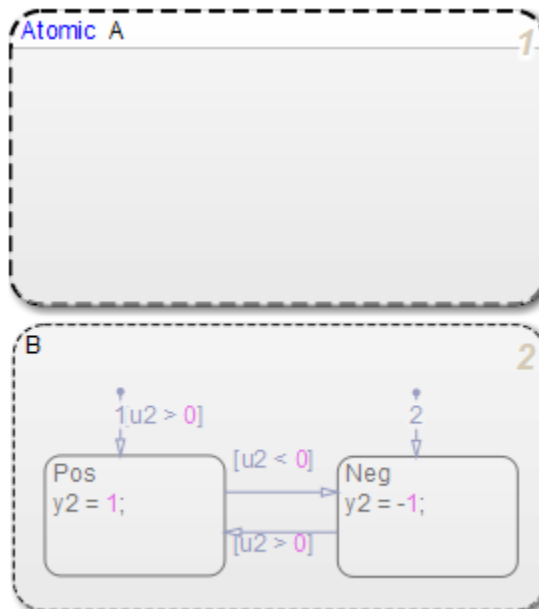 Atomic A
1
B
2
1[u2 > 0]
2
[u2 < 0]
Pos
y2 = 1;
Neg
y2 = -1;
[u2 > 0]